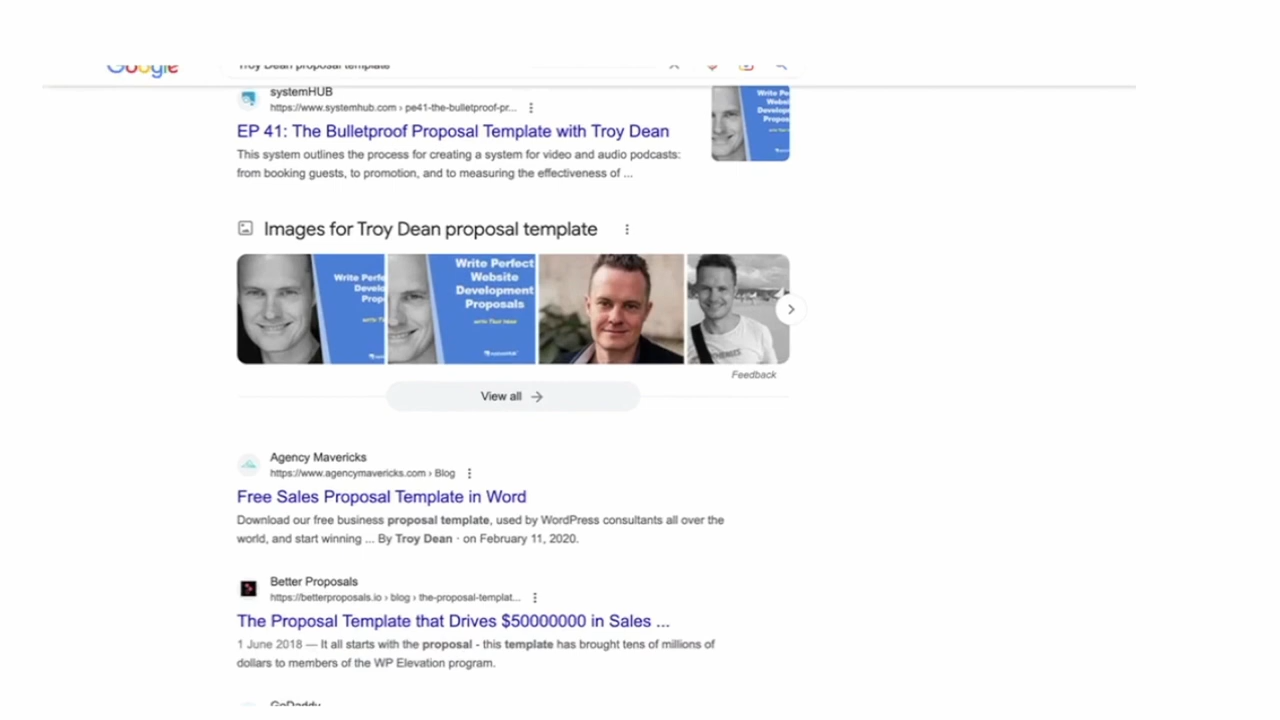 Google
Troy Dean proposal template
systemHUB
https://www.systemhub.com › pe41-the-bulletproof-pr...
EP 41: The Bulletproof Proposal Template with Troy Dean
This system outlines the process for creating a system for video and audio podcasts:
from booking guests, to promotion, and to measuring the effectiveness of ...
Images for Troy Dean proposal template
Write Perfect
Website
Development
Proposals
systemHUB
Feedback
View all
Agency Mavericks
https://www.agencymavericks.com › Blog
Free Sales Proposal Template in Word
Download our free business proposal template, used by WordPress consultants all over the
world, and start winning ... By Troy Dean · on February 11, 2020.
Better Proposals
https://betterproposals.io › blog › the-proposal-templat...
The Proposal Template that Drives $50000000 in Sales ...
1 June 2018 — It all starts with the proposal - this template has brought tens of millions of
dollars to members of the WP Elevation program.
GoDaddy